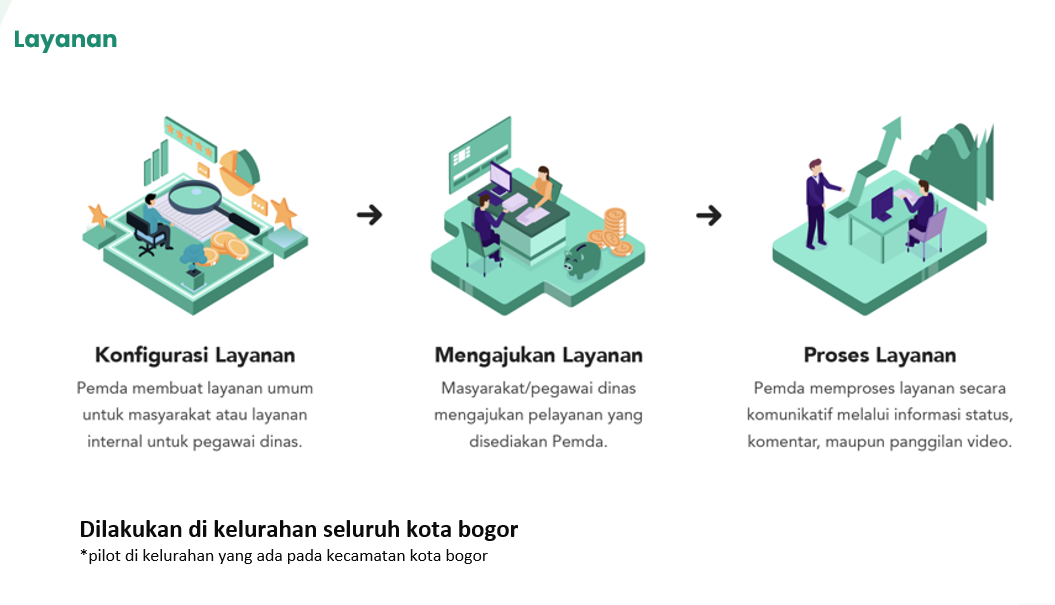 Layanan
Konfigurasi Layanan
Pemda membuat layanan umum
untuk masyarakat atau layanan
internal untuk pegawai dinas.
Mengajukan Layanan
Masyarakat/pegawai dinas
mengajukan pelayanan yang
disediakan Pemda.
Proses Layanan
Pemda memproses layanan secara
komunikatif melalui informasi status,
komentar, maupun panggilan video.
Dilakukan di kelurahan seluruh kota bogor
*pilot di kelurahan yang ada pada kecamatan kota bogor